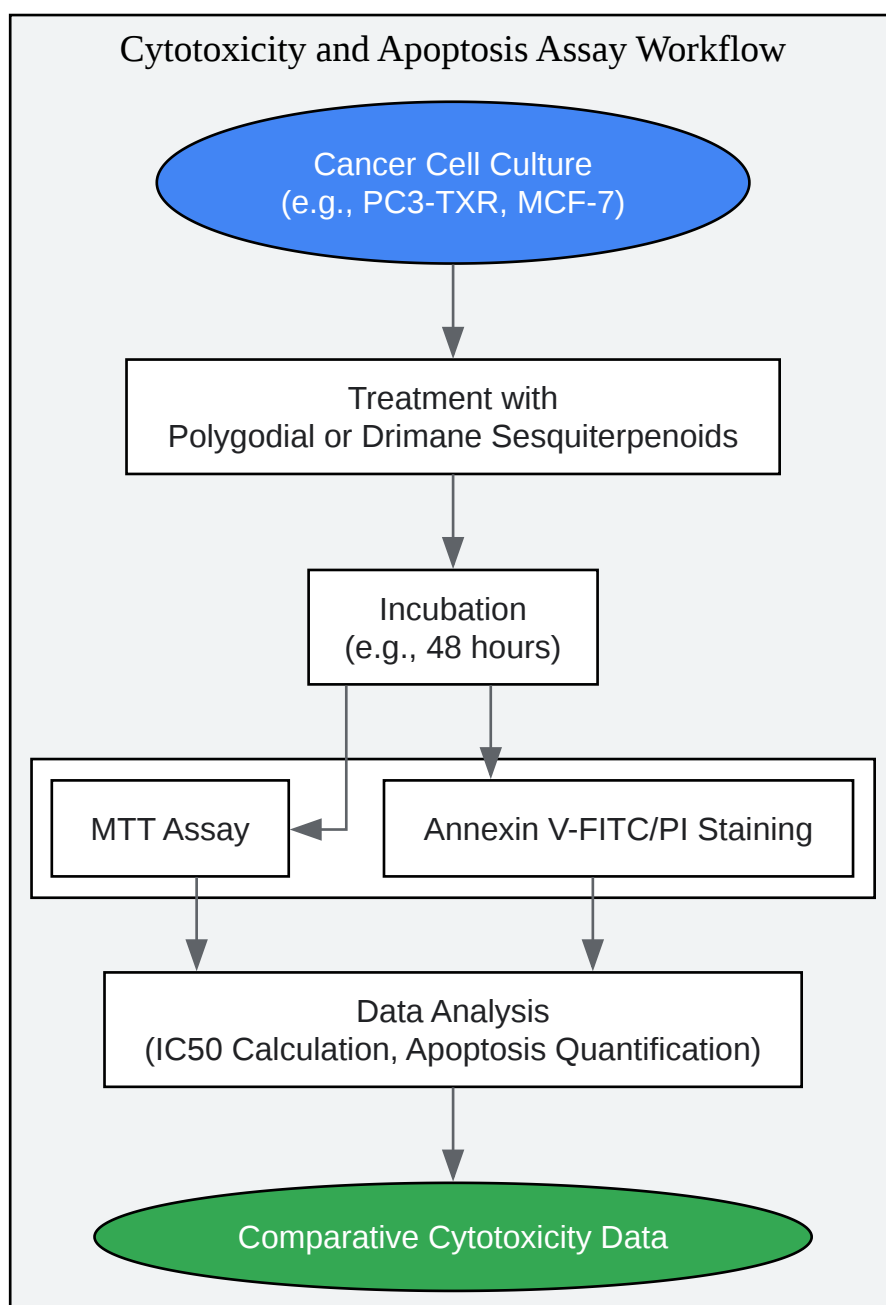 Cytotoxicity and Apoptosis Assay Workflow
Cancer Cell Culture
(e.g., PC3-TXR, MCF-7)
Treatment with
Polygodial or Drimane Sesquiterpenoids
Incubation
(e.g., 48 hours)
MTT Assay
Annexin V-FITC/PI Staining
Data Analysis
(IC50 Calculation, Apoptosis Quantification)
Comparative Cytotoxicity Data